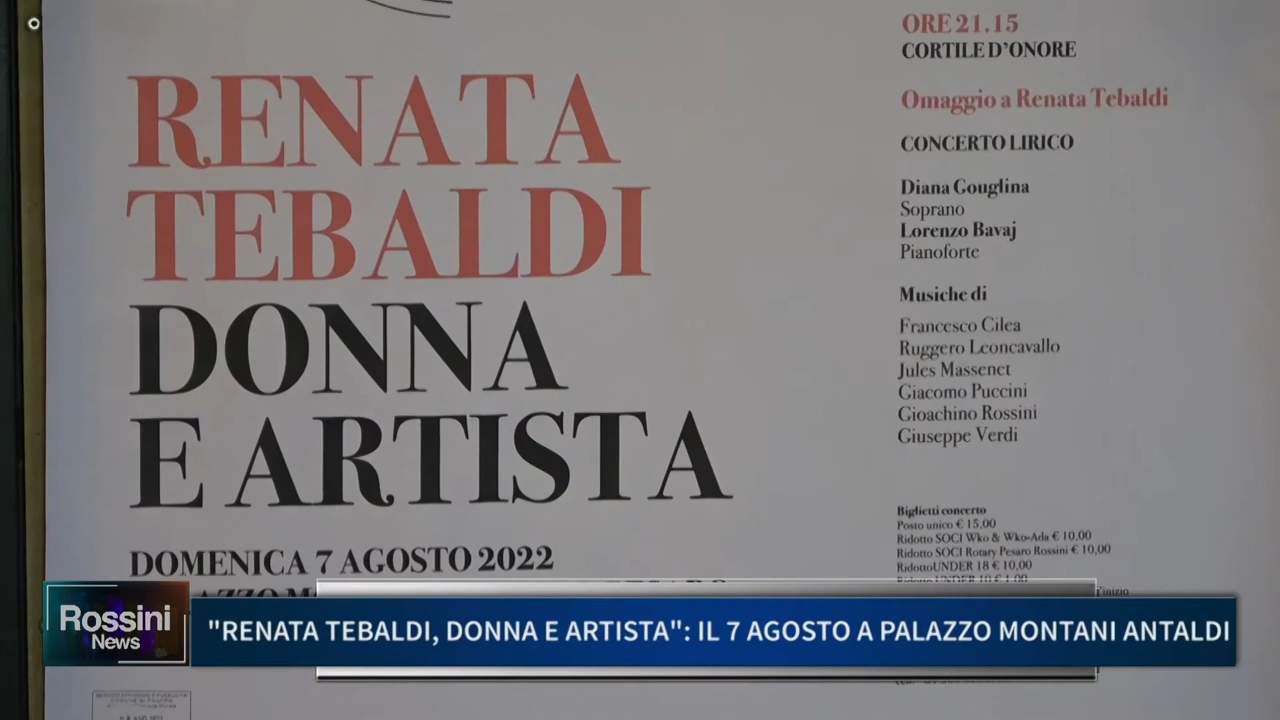 RENATA
TEBALDI
DONNA
E ARTISTA
DOMENICA 7 AGOSTO 2022
ORE 21.15
CORTILE D'ONORE
Omaggio a Renata Tebaldi
CONCERTO LIRICO
Diana Gouglina
Soprano
Lorenzo Bavaj
Pianoforte
Musiche di
Francesco Cilea
Ruggero Leoncavallo
Jules Massenet
Giacomo Puccini
Gioachino Rossini
Giuseppe Verdi
Biglietti concerto
Posto unico € 15,00
Ridotto SOCI Wko & Wko-Ada € 10,00
Ridotto SOCI Rotary Pesaro Rossini € 10,00
RidottoUNDER 18 € 10,00
Rossini
News
"RENATA TEBALDI, DONNA E ARTISTA": IL 7 AGOSTO A PALAZZO MONTANI ANTALDI